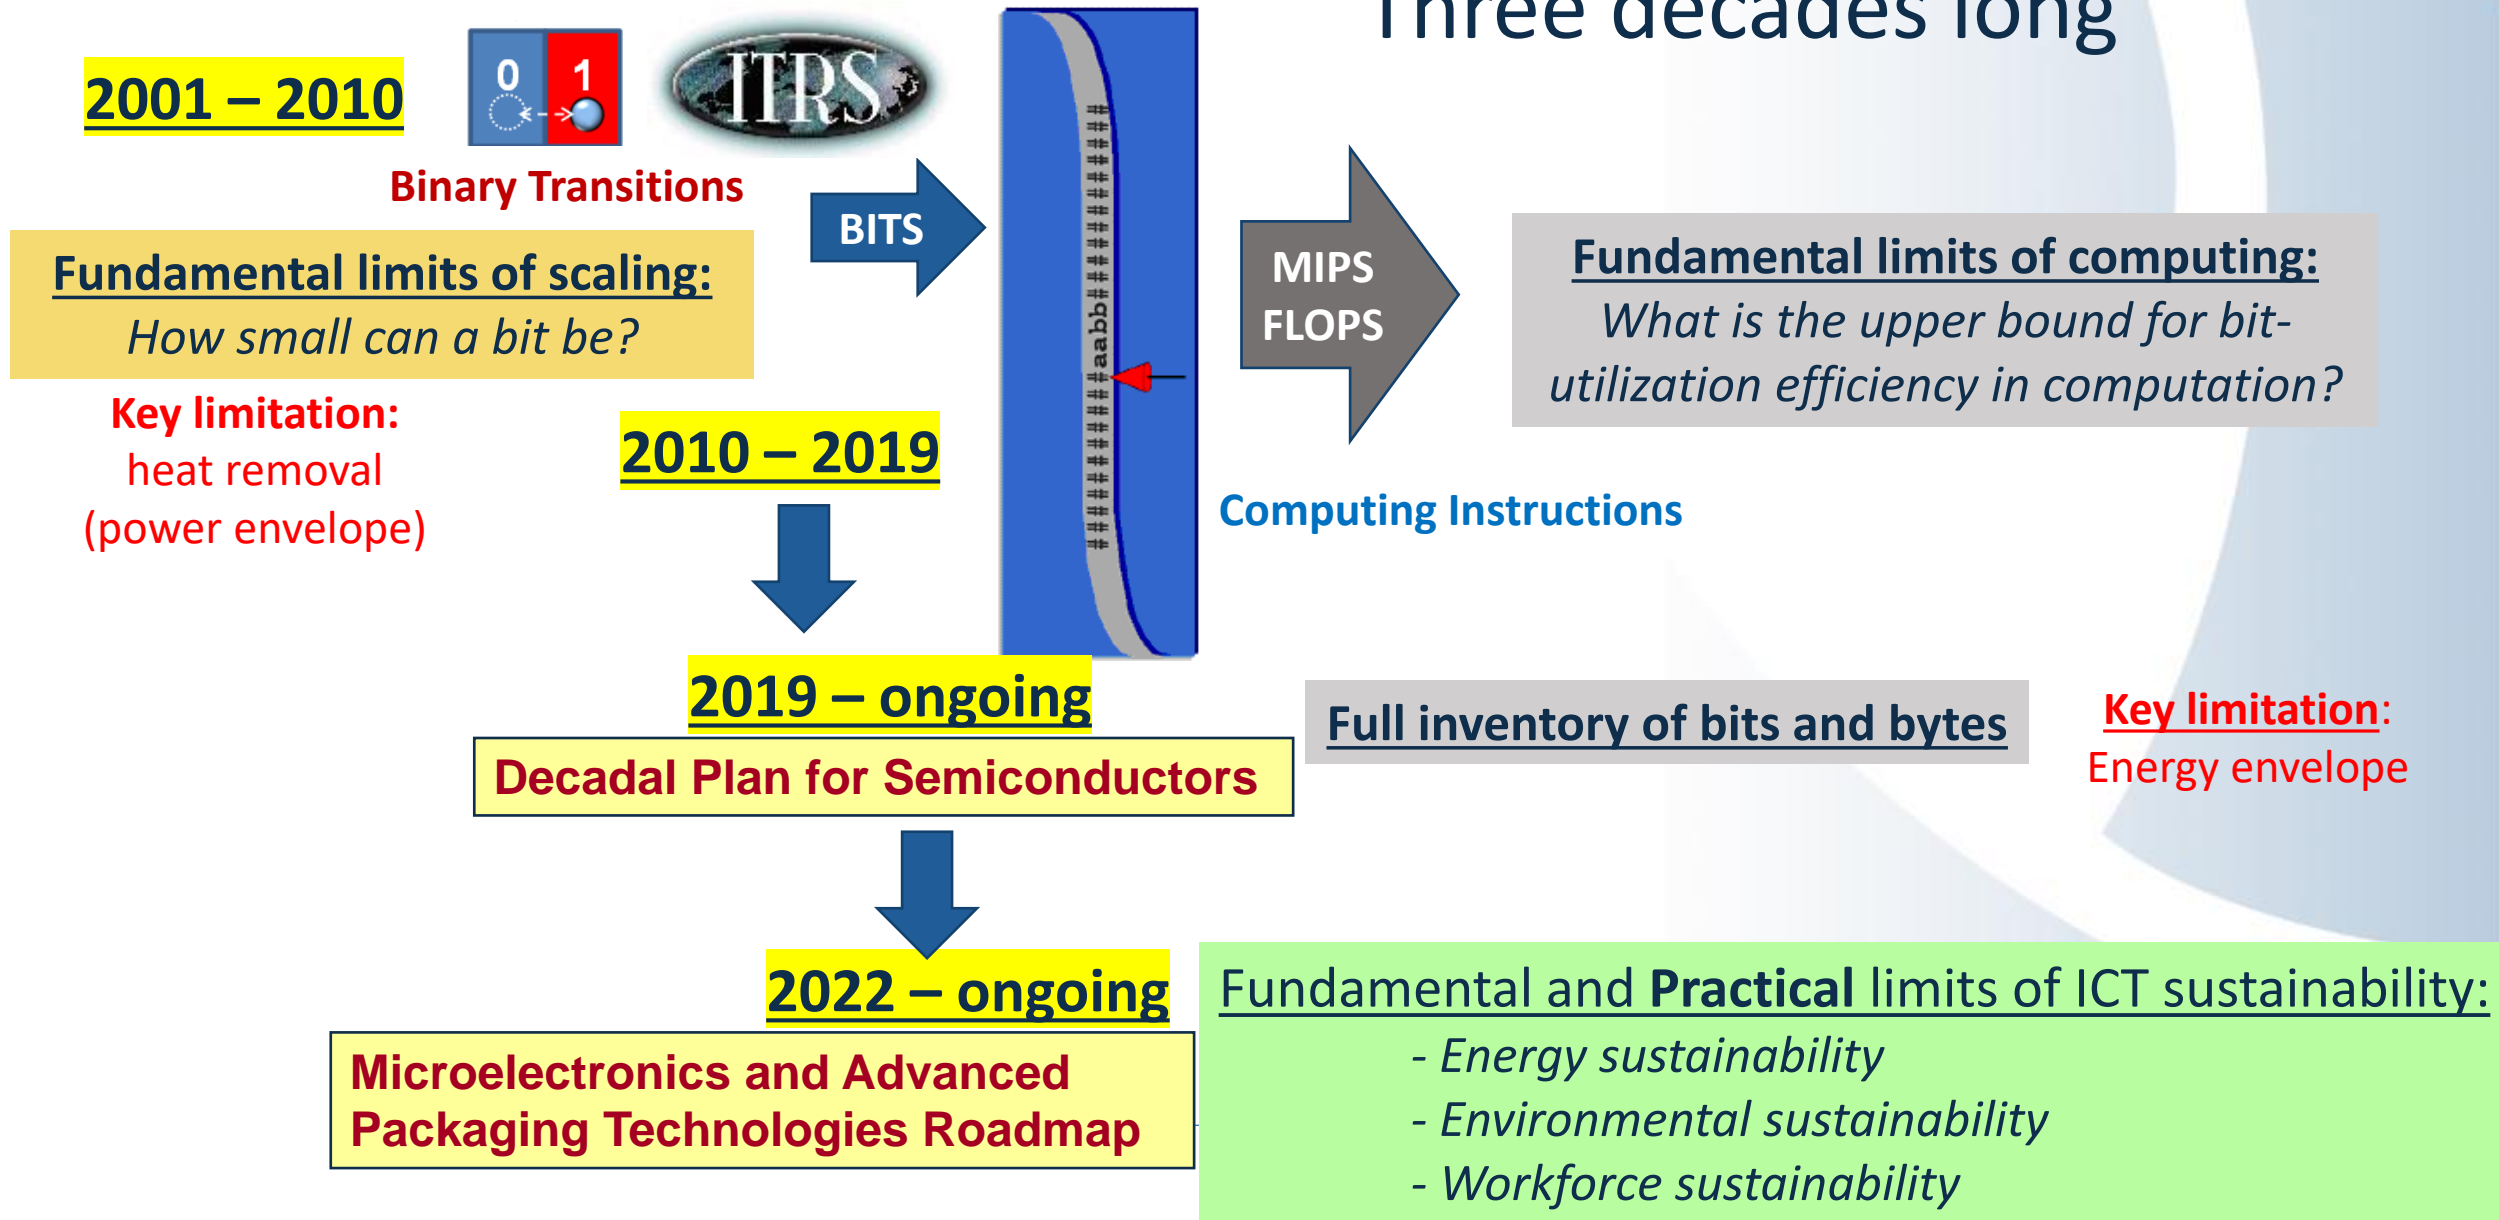 Three decades long
2001 – 2010
0 1
ITRS
Binary Transitions
BITS
Fundamental limits of scaling:
How small can a bit be?
Key limitation:
heat removal
(power envelope)
##########aabb###########
MIPS
FLOPS
Fundamental limits of computing:
What is the upper bound for bit-
utilization efficiency in computation?
2010 – 2019
Computing Instructions
2019 – ongoing
Decadal Plan for Semiconductors
Full inventory of bits and bytes
Key limitation:
Energy envelope
2022 – ongoing
Microelectronics and Advanced
Packaging Technologies Roadmap
Fundamental and Practical limits of ICT sustainability:
- Energy sustainability
- Environmental sustainability
- Workforce sustainability